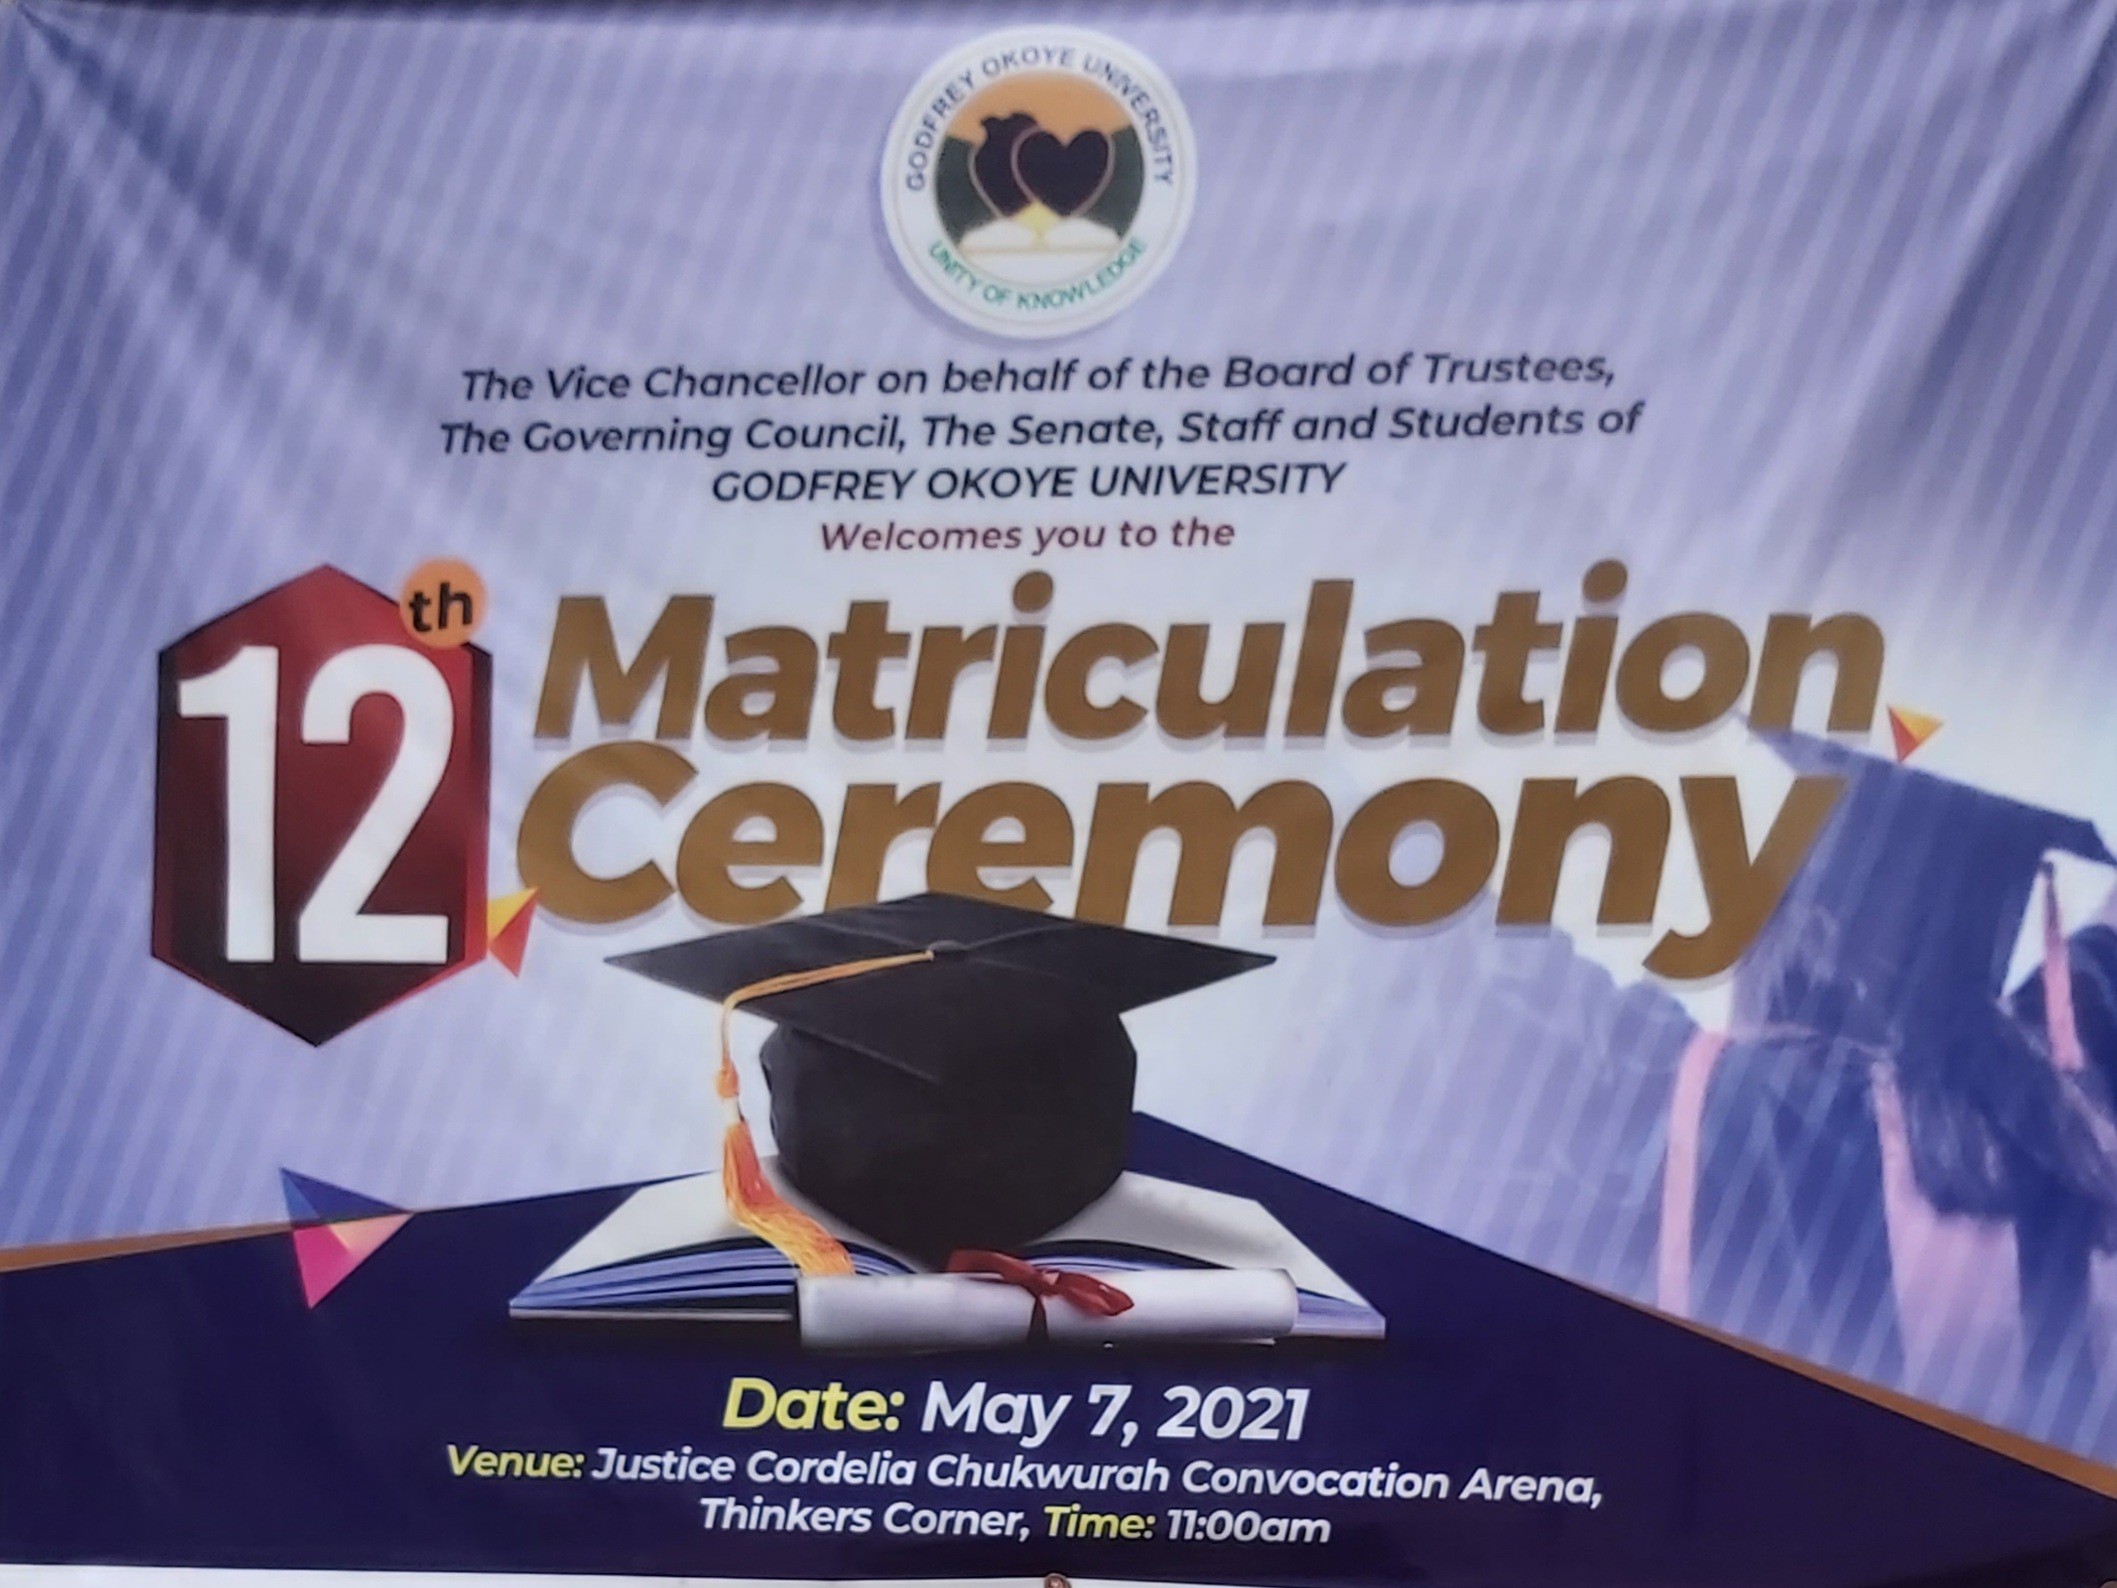 GODFREY OKOYE UNIVERSITY
UNITY OF KNOWLEDGE
The Vice Chancellor on behalf of the Board of Trustees,
The Governing Council, The Senate, Staff and Students of
GODFREY OKOYE UNIVERSITY
Welcomes you to the
12th Matriculation
Ceremony
Date: May 7, 2021
Venue: Justice Cordelia Chukwurah Convocation Arena,
Thinkers Corner, Time: 11:00am